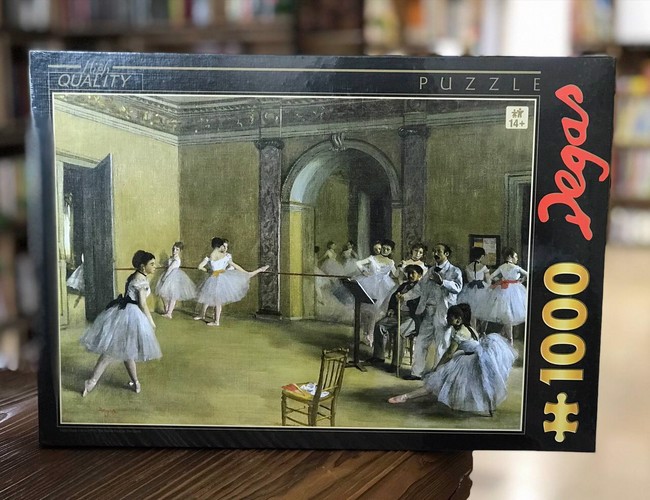 High
QUALITY
PUZZLE
14+
Degas
1000